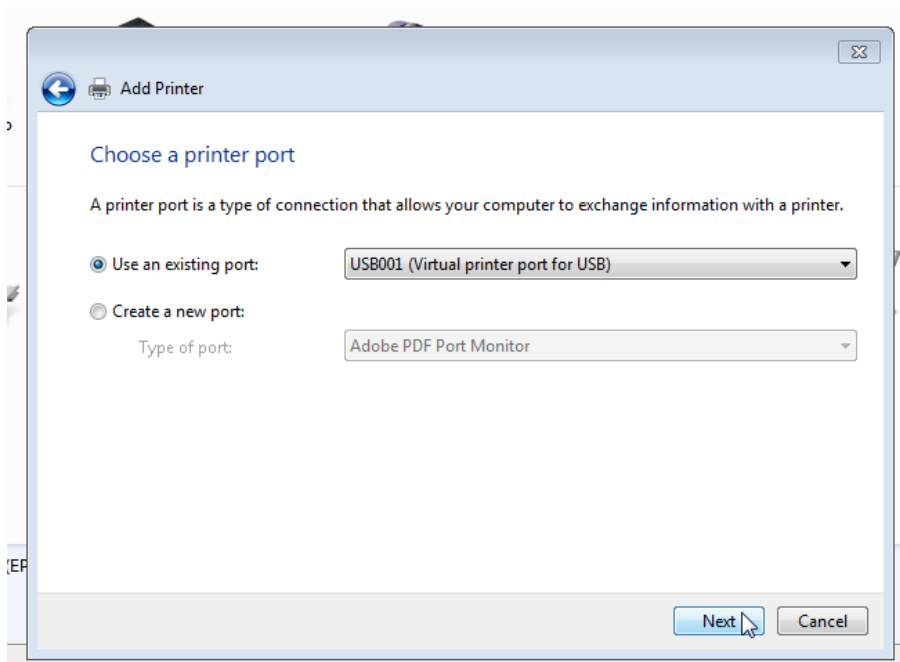 Add Printer
Choose a printer port
A printer port is a type of connection that allows your computer to exchange information with a printer.
Use an existing port:
USB001 (Virtual printer port for USB)
Create a new port:
Type of port:
Adobe PDF Port Monitor
(EP
Next
Cancel